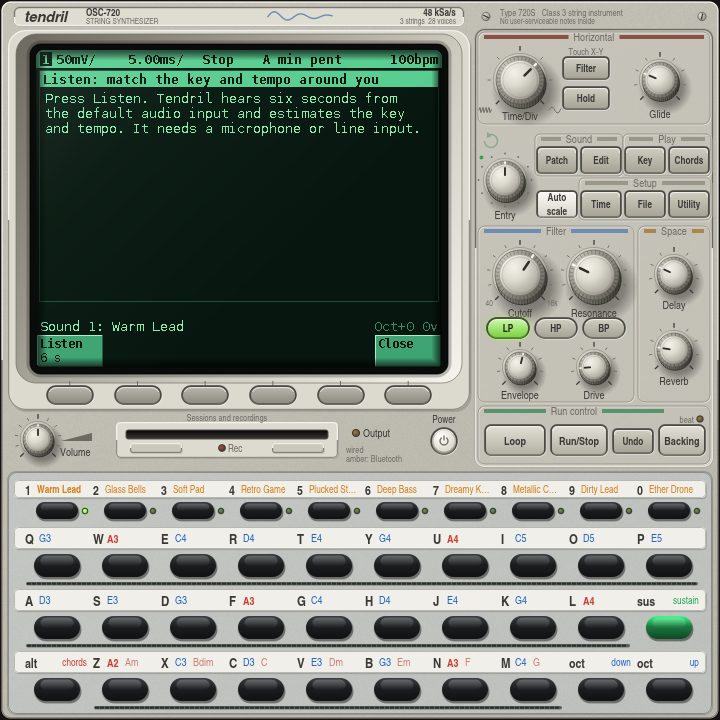 tendril OSC-720 STRING SYNTHESIZER 48 kSa/s 3 strings 28 voices
Type 720S Class 3 string instrument
No user-serviceable notes inside
1 50mV/ 5.00ms/ Stop A min pent 100bpm
Listen: match the key and tempo around you
Press Listen. Tendril hears six seconds from
the default audio input and estimates the key
and tempo. It needs a microphone or line input.
Sound 1: Warm Lead Oct+0 0v
Listen Close
6 s
Horizontal
Touch X-Y
Filter
Hold
Time/Div
Glide
Sound Play
Patch Edit Key Chords
Setup
Auto scale Time File Utility
Entry
Filter Space
40 16k
Cutoff Resonance Delay
LP HP BP
Envelope Drive Reverb
Run control
beat
Loop Run/Stop Undo Backing
Volume
Sessions and recordings
Rec
Output
wired
amber: Bluetooth
Power
1 Warm Lead 2 Glass Bells 3 Soft Pad 4 Retro Game 5 Plucked St... 6 Deep Bass 7 Dreamy K... 8 Metallic C... 9 Dirty Lead 0 Ether Drone
Q G3 W A3 E C4 R D4 T E4 Y G4 U A4 I C5 O D5 P E5
A D3 S E3 D G3 F A3 G C4 H D4 J E4 K G4 L A4 sus sustain
alt chords Z A2 Am X C3 Bdim C D3 C V E3 Dm B G3 Em N A3 F M C4 G oct down oct up